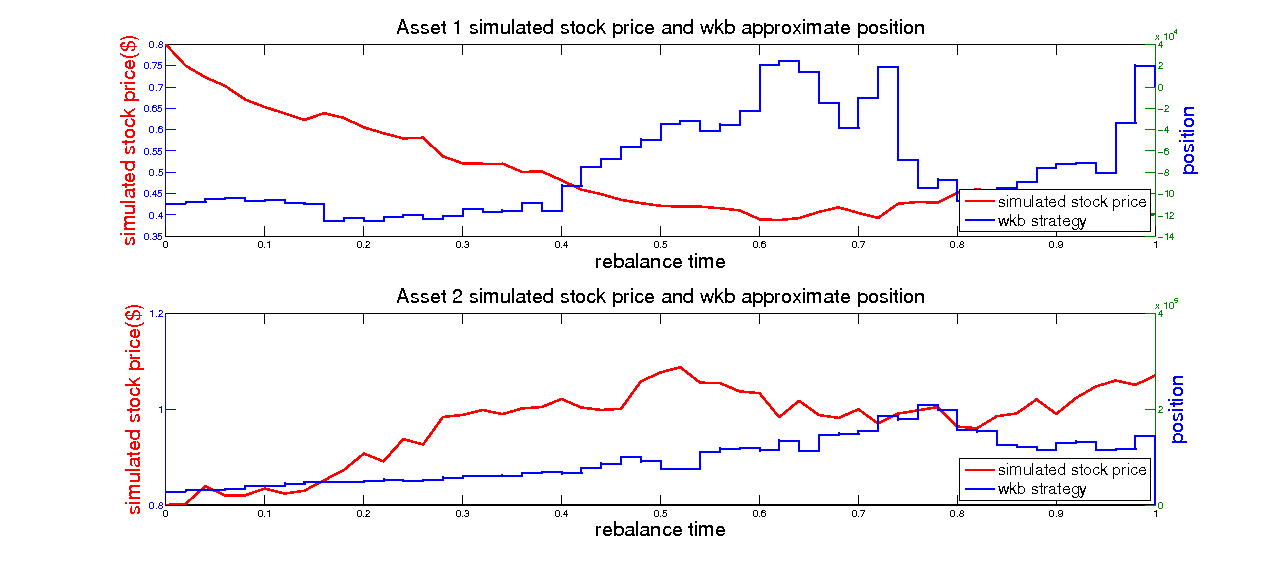 Asset 1 simulated stock price and wkb approximate position
simulated stock price($)
0.8
0.75
0.7
0.65
0.6
0.55
0.5
0.45
0.4
0.35
x 10^4
4
2
0
-2
-4
-6
-8
-10
-12
-14
position
simulated stock price
wkb strategy
0 0.1 0.2 0.3 0.4 0.5 0.6 0.7 0.8 0.9 1
rebalance time
Asset 2 simulated stock price and wkb approximate position
simulated stock price($)
1.2
1
0.8
x 10^5
4
2
0
position
simulated stock price
wkb strategy
0 0.1 0.2 0.3 0.4 0.5 0.6 0.7 0.8 0.9 1
rebalance time